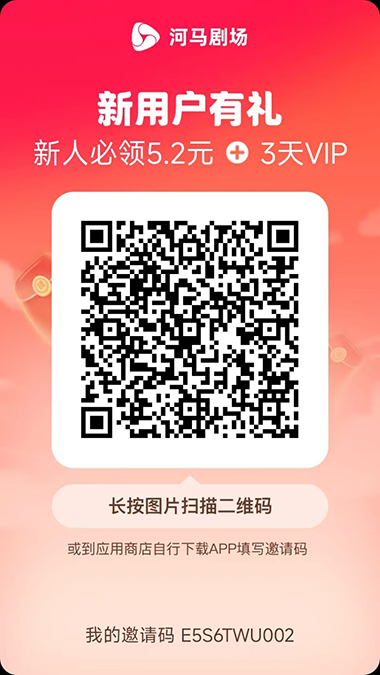 河马剧场
新用户有礼
新人必领5.2元 + 3天VIP
长按图片扫描二维码
或到应用商店自行下载APP填写邀请码
我的邀请码 E5S6TWU002